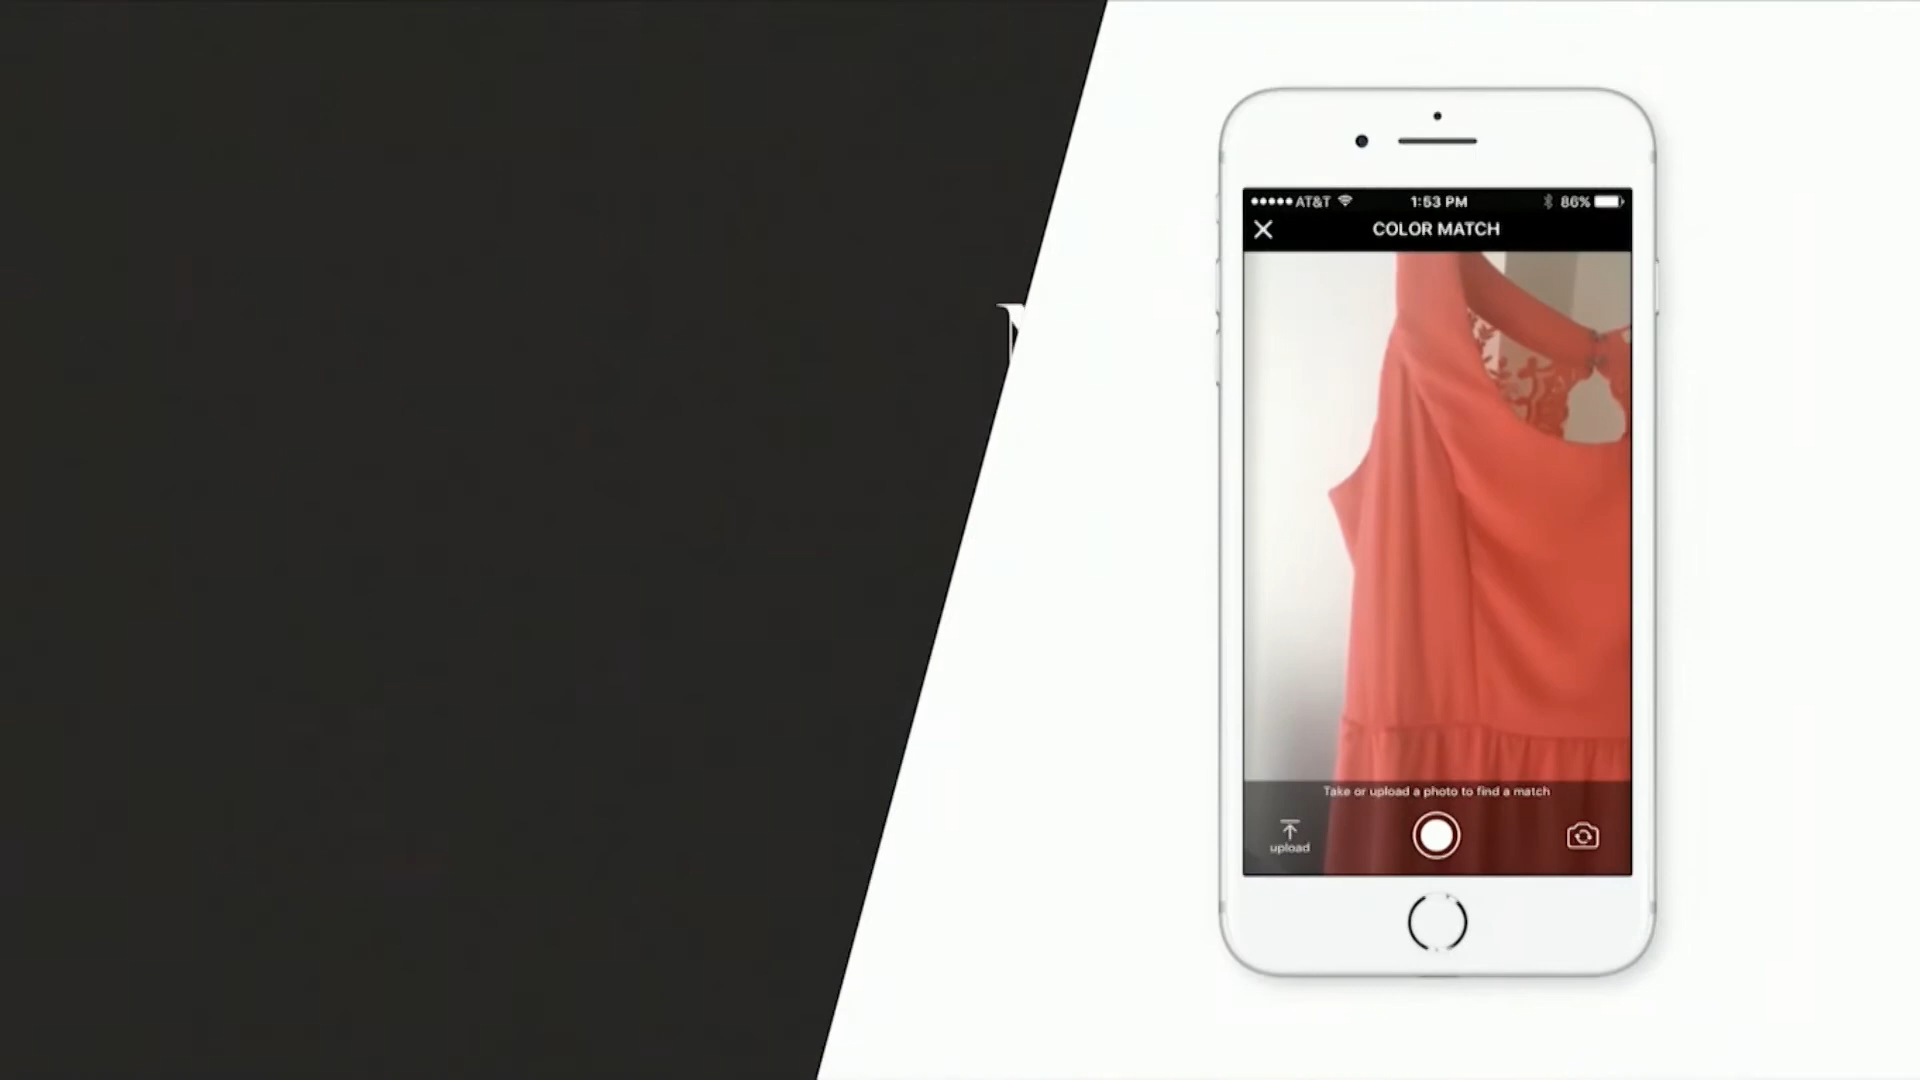 AT&T 1:53 PM 86%
COLOR MATCH
Take or upload a photo to find a match
upload